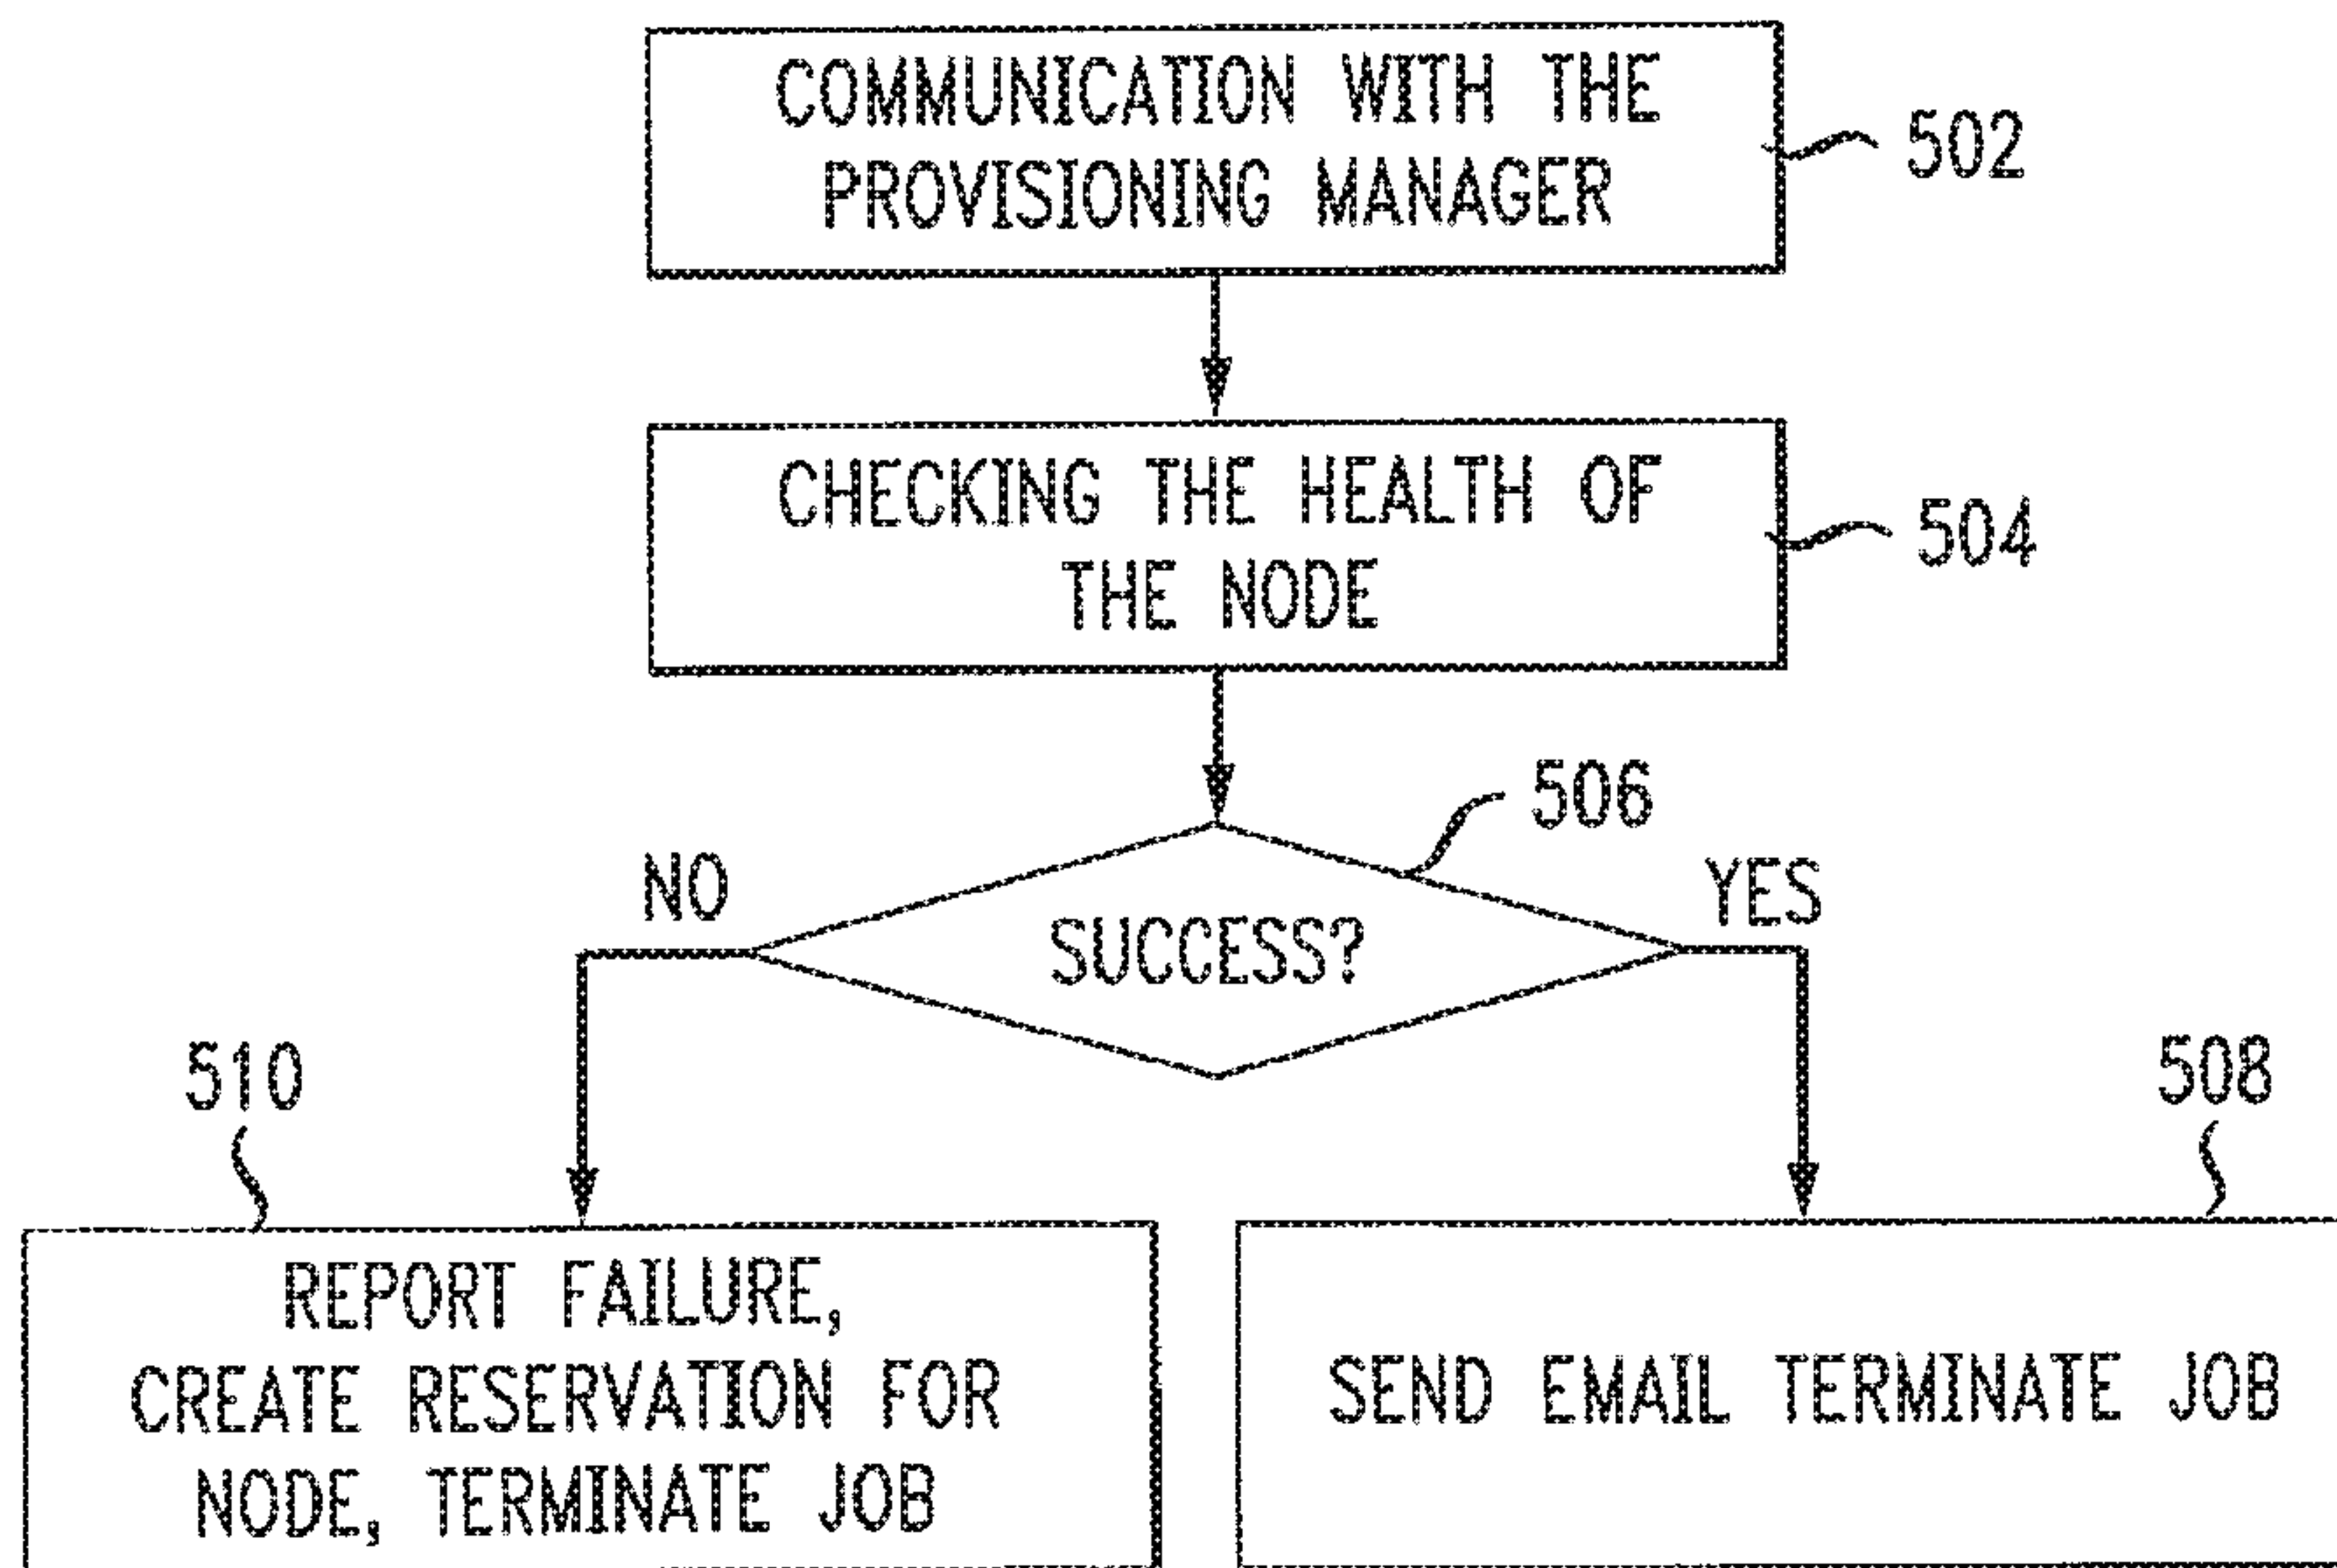 COMMUNICATION WITH THE
PROVISIONING MANAGER
502
CHECKING THE HEALTH OF
THE NODE
504
506
NO
YES
SUCCESS?
510
508
REPORT FAILURE,
CREATE RESERVATION FOR
NODE, TERMINATE JOB
SEND EMAIL TERMINATE JOB